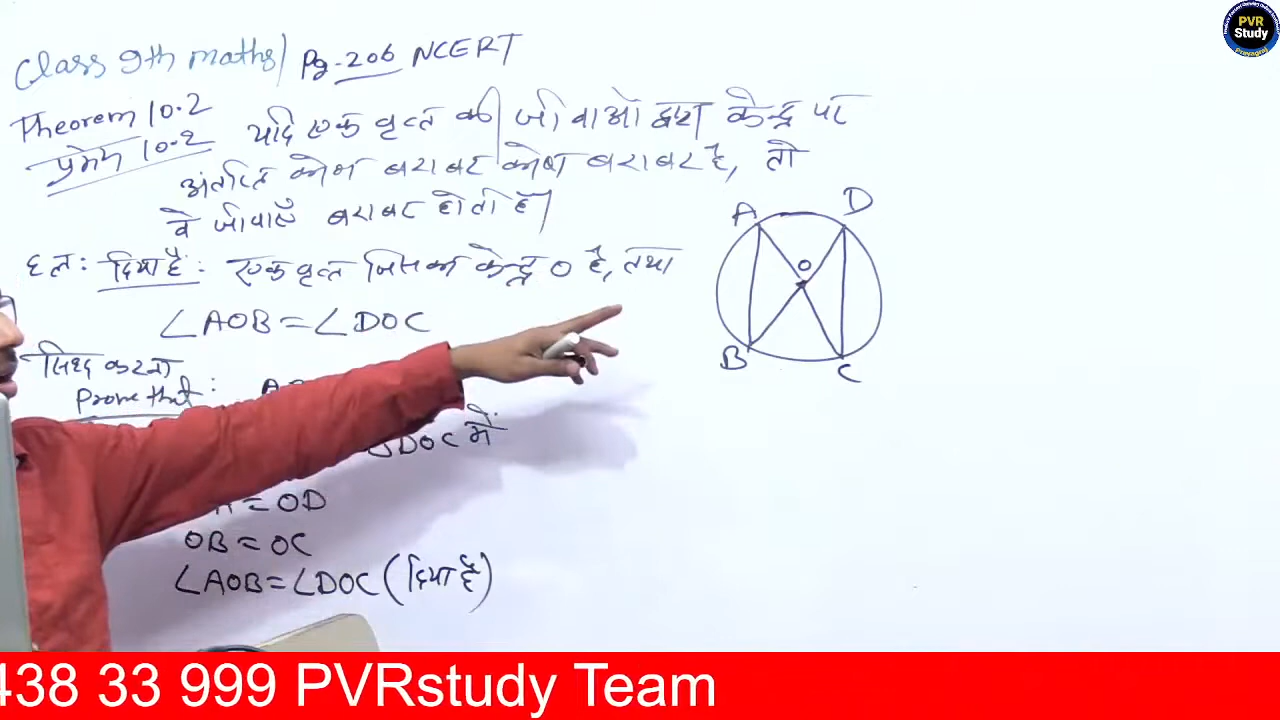 Class 9th maths/ Pg-206 NCERT
Theorem 10.2
प्रमेय 10.2
यदि एक वृत्त की जीवाओं द्वारा केन्द्र पर
अंतरित कोण बराबर कोण बराबर है, तो
वे जीवाएँ बराबर होती हैं|
हल: दिया है: एक वृत्त जिसका केन्द्र O है, तथा
∠AOB = ∠DOC
सिध्द करना
Prove that :
DOC में
= OD
OB = OC
∠AOB = ∠DOC (दिया है)
A D
O
B C
PVR
Study
Prayagraj
438 33 999 PVRstudy Team